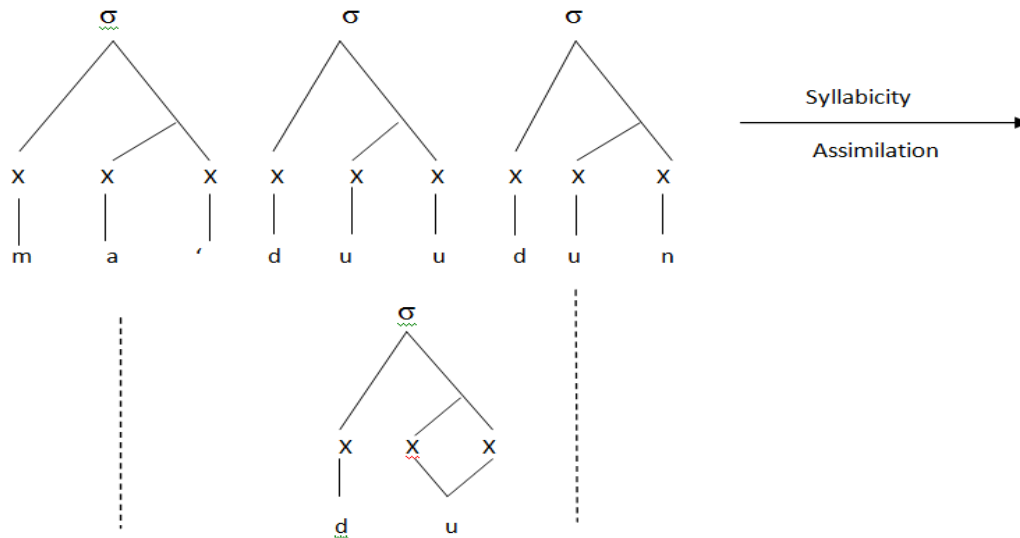 σ σ σ
Syllabicity
Assimilation
x x x x x x x x x
m a ‘ d u u d u n
σ
x x x
d u